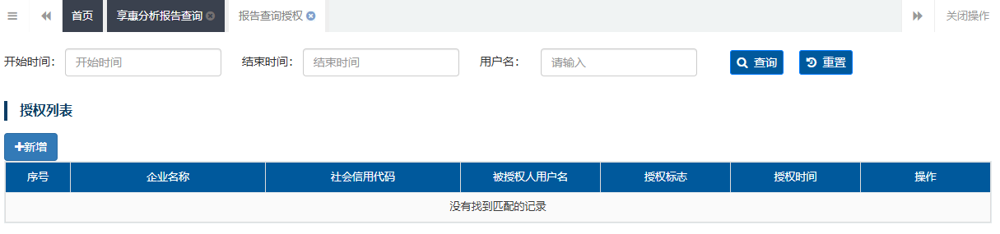 首页 享惠分析报告查询 报告查询授权 关闭操作
开始时间： 开始时间 结束时间： 结束时间 用户名： 请输入 查询 重置
授权列表
新增
序号 企业名称 社会信用代码 被授权人用户名 授权标志 授权时间 操作
没有找到匹配的记录